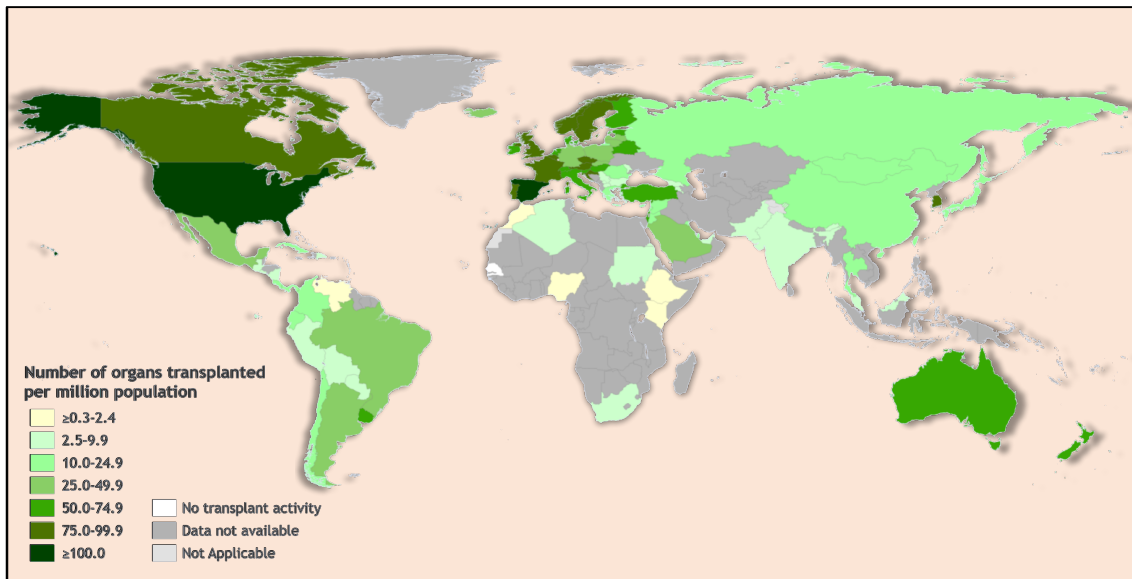 Number of organs transplanted
per million population
≥0.3-2.4
2.5-9.9
10.0-24.9
25.0-49.9
50.0-74.9
75.0-99.9
≥100.0
No transplant activity
Data not available
Not Applicable